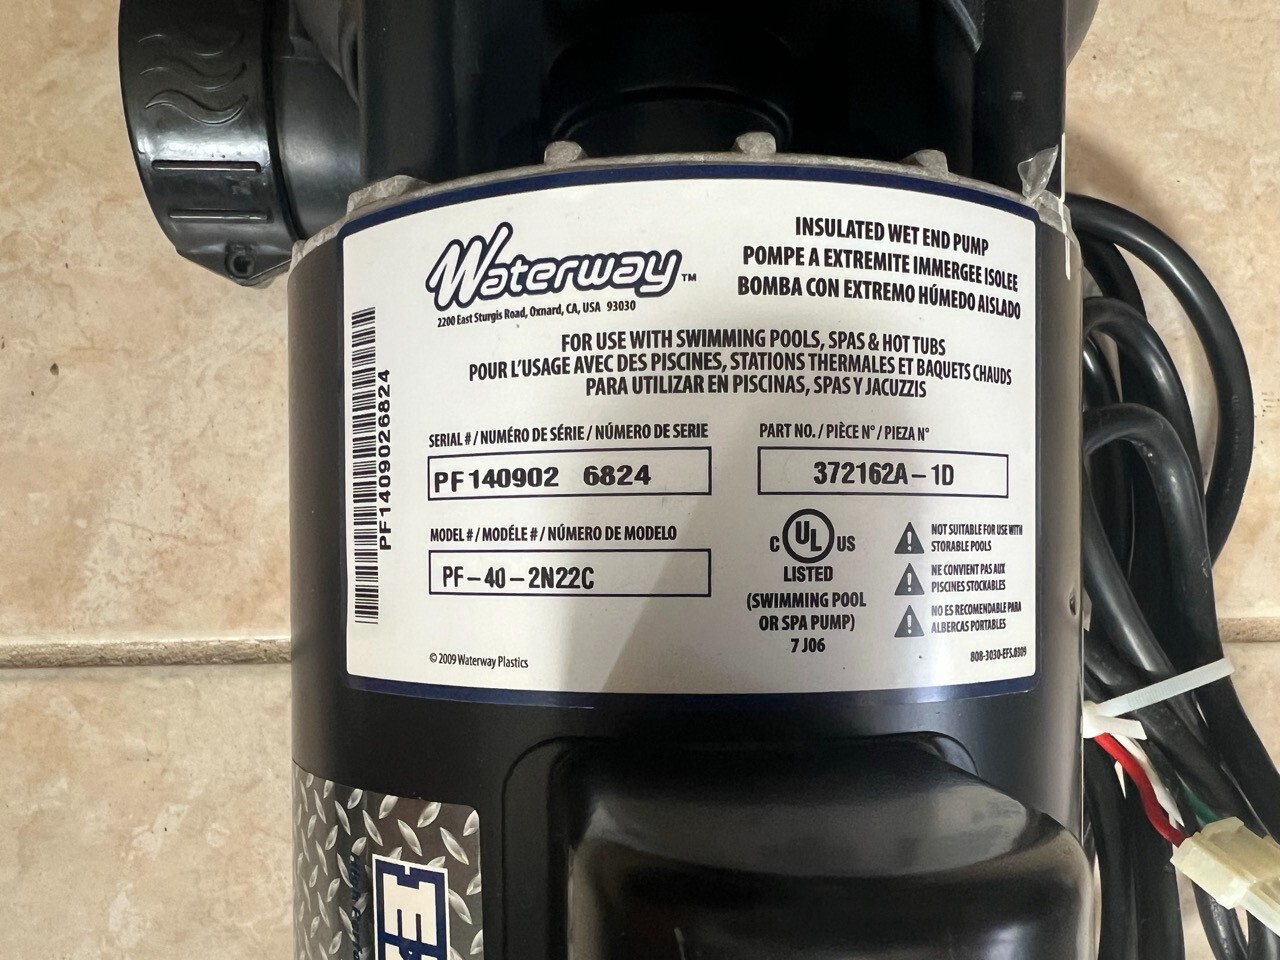 Waterway™
2200 East Sturgis Road, Oxnard, CA, USA 93030
INSULATED WET END PUMP
POMPE A EXTREMITE IMMERGEE ISOLEE
BOMBA CON EXTREMO HÚMEDO AISLADO
FOR USE WITH SWIMMING POOLS, SPAS & HOT TUBS
POUR L'USAGE AVEC DES PISCINES, STATIONS THERMALES ET BAQUETS CHAUDS
PARA UTILIZAR EN PISCINAS, SPAS Y JACUZZIS
PF1409026824
SERIAL # / NUMÉRO DE SÉRIE / NÚMERO DE SERIE
PF 140902 6824
PART NO. / PIÈCE N° / PIEZA N°
372162A-1D
MODEL # / MODÉLE # / NÚMERO DE MODELO
PF-40-2N22C
C UL US
LISTED
(SWIMMING POOL
OR SPA PUMP)
7 J06
NOT SUITABLE FOR USE WITH
STORABLE POOLS
NE CONVIENT PAS AUX
PISCINES STOCKABLES
NO ES RECOMENDABLE PARA
ALBERCAS PORTABLES
© 2009 Waterway Plastics
808-3030-EFS.0309